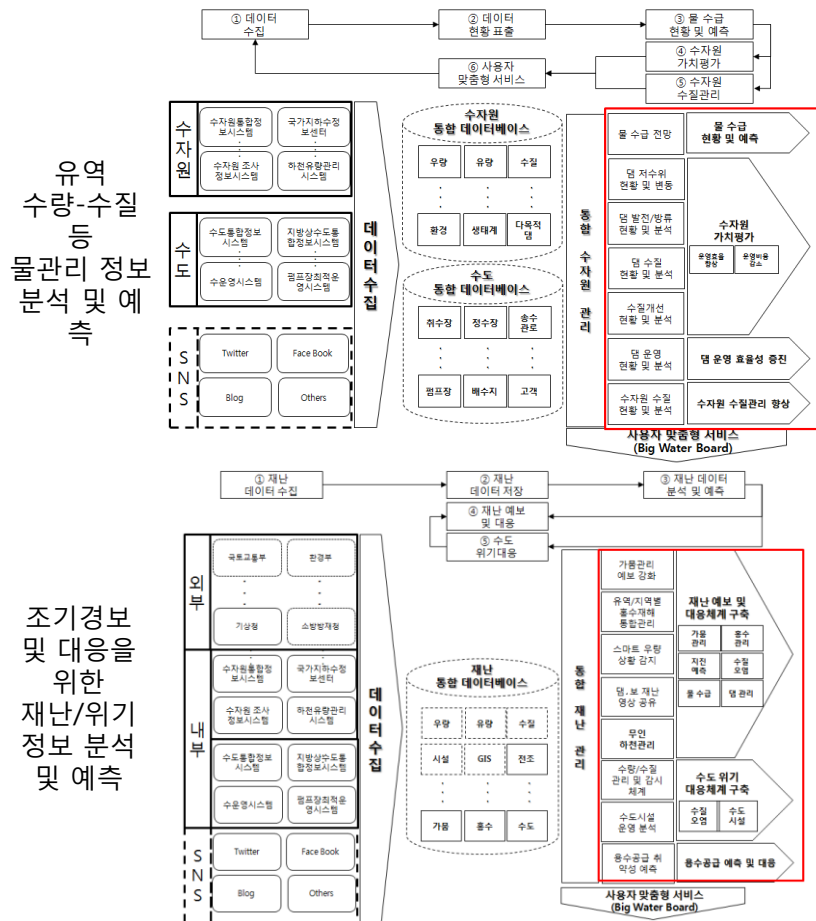 ① 데이터
수집
② 데이터
현황 표출
③ 물 수급
현황 및 예측
④ 수자원
가치평가
⑤ 수자원
수질관리
⑥ 사용자
맞춤형 서비스
유역
수량-수질
등
물관리 정보
분석 및 예
측
수자원
수자원통합정
보시스템
국가지하수정
보센터
수자원 조사
정보시스템
하천유량관리
시스템
수도
수도통합정보
시스템
지방상수도통
합정보시스템
수운영시스템
펌프장최적운
영시스템
SNS
Twitter
Face Book
Blog
Others
데이터수집
수자원
통합 데이터베이스
우량
유량
수질
환경
생태계
다목적
댐
수도
통합 데이터베이스
취수장
정수장
송수
관로
펌프장
배수지
고객
통합 수자원 관리
물 수급 전망
댐 저수위
현황 및 변동
댐 발전/방류
현황 및 분석
댐 수질
현황 및 분석
수질개선
현황 및 분석
댐 운영
현황 및 분석
수자원 수질
현황 및 분석
물 수급
현황 및 예측
수자원
가치평가
운영효율
향상
운영비용
감소
댐 운영 효율성 증진
수자원 수질관리 향상
사용자 맞춤형 서비스
(Big Water Board)
① 재난
데이터 수집
② 재난
데이터 저장
③ 재난 데이터
분석 및 예측
④ 재난 예보
및 대응
⑤ 수도
위기대응
조기경보
및 대응을
위한
재난/위기
정보 분석
및 예측
외부
국토교통부
환경부
기상청
소방방재청
내부
수자원통합정
보시스템
국가지하수정
보센터
수자원 조사
정보시스템
하천유량관리
시스템
수도통합정보
시스템
지방상수도통
합정보시스템
수운영시스템
펌프장최적운
영시스템
SNS
Twitter
Face Book
Blog
Others
데이터수집
재난
통합 데이터베이스
우량
유량
수질
시설
GIS
전조
가뭄
홍수
수도
통합 재난 관리
가뭄관리
예보 강화
유역/지역별
홍수재해
통합관리
스마트 우량
상황 감지
댐.보 재난
영상 공유
무인
하천관리
수량/수질
관리 및 감시
체계
수도시설
운영 분석
용수공급 취
약성 예측
재난 예보 및
대응체계 구축
가뭄
관리
홍수
관리
지진
예측
수질
오염
물 수급
댐 관리
수도 위기
대응체계 구축
수질
오염
수도
시설
용수공급 예측 및 대응
사용자 맞춤형 서비스
(Big Water Board)